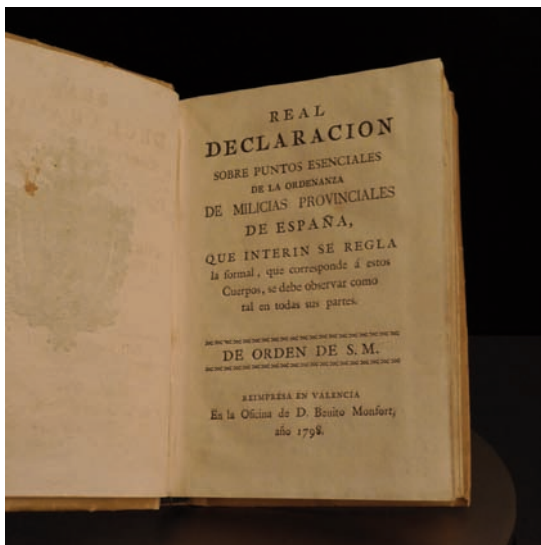 REAL
DECLARACION
SOBRE PUNTOS ESENCIALES
DE LA ORDENANZA
DE MILICIAS PROVINCIALES
DE ESPAÑA,
QUE INTERIN SE REGLA
la formal, que corresponde á estos
Cuerpos, se debe observar como
tal en todas sus partes.
DE ORDEN DE S. M.
REIMPRESA EN VALENCIA
En la Oficina de D. Benito Monfort,
año 1798.